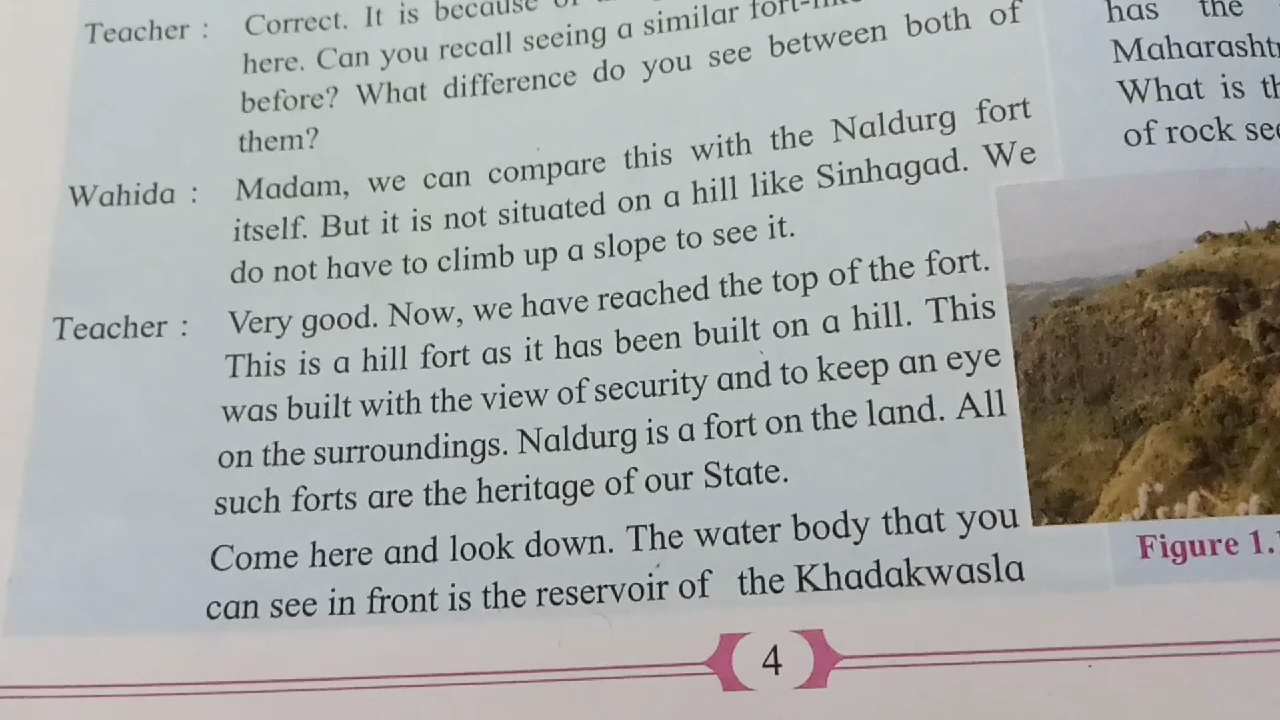 Teacher : Correct. It is because
here. Can you recall seeing a similar
before? What difference do you see between both of
them?
Wahida : Madam, we can compare this with the Naldurg fort
itself. But it is not situated on a hill like Sinhagad. We
do not have to climb up a slope to see it.
Teacher : Very good. Now, we have reached the top of the fort.
This is a hill fort as it has been built on a hill. This
was built with the view of security and to keep an eye
on the surroundings. Naldurg is a fort on the land. All
such forts are the heritage of our State.
Come here and look down. The water body that you
can see in front is the reservoir of the Khadakwasla
has the
What is
of rock
Figure 1.
4